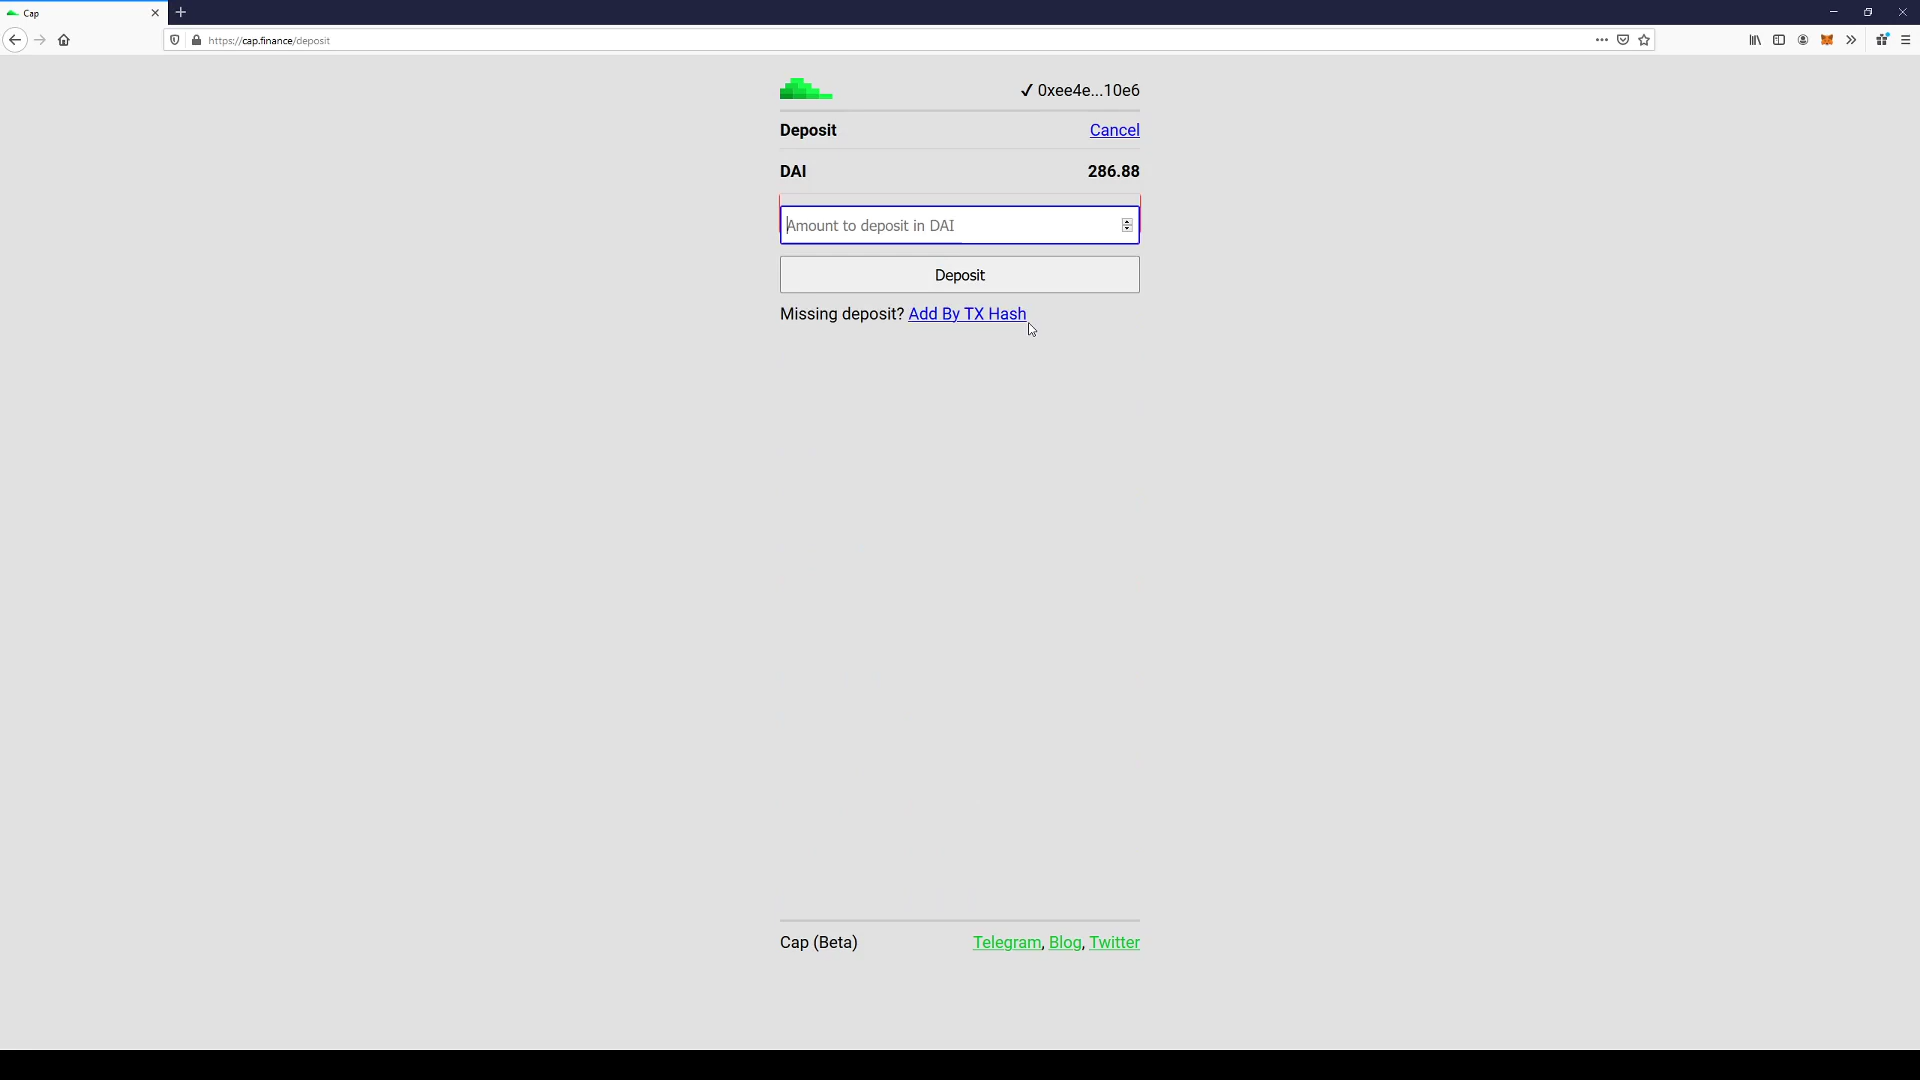 Cap
https://cap.finance/deposit
✓ 0xee4e...10e6
Deposit
Cancel
DAI
286.88
Amount to deposit in DAI
Deposit
Missing deposit? Add By TX Hash
Cap (Beta)
Telegram, Blog, Twitter